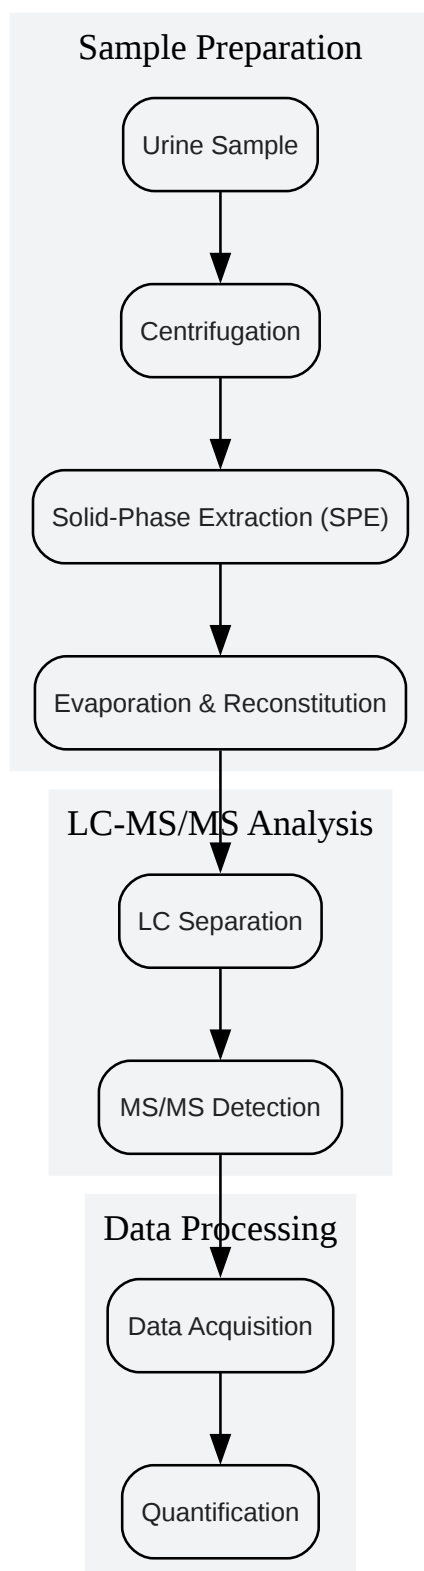 Sample Preparation
Urine Sample
Centrifugation
Solid-Phase Extraction (SPE)
Evaporation & Reconstitution
LC-MS/MS Analysis
LC Separation
MS/MS Detection
Data Processing
Data Acquisition
Quantification